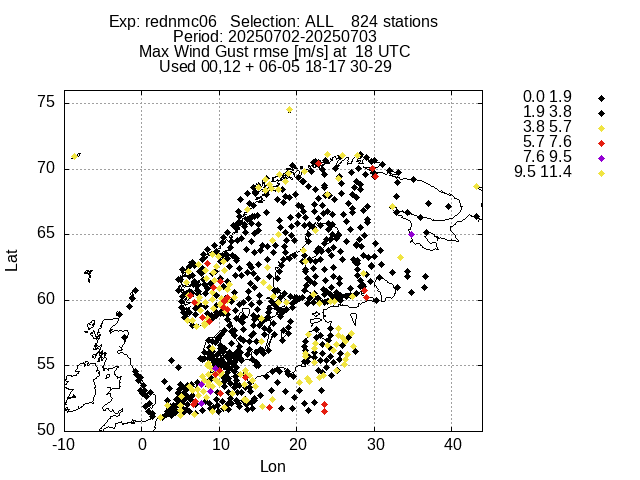 Exp: rednmc06   Selection: ALL    824 stations
Period: 20250702-20250703
Max Wind Gust rmse [m/s] at  18 UTC
Used 00,12 + 06-05 18-17 30-29
0.0 1.9
1.9 3.8
3.8 5.7
5.7 7.6
7.6 9.5
9.5 11.4
75
70
65
60
55
50
Lat
-10 0 10 20 30 40
Lon